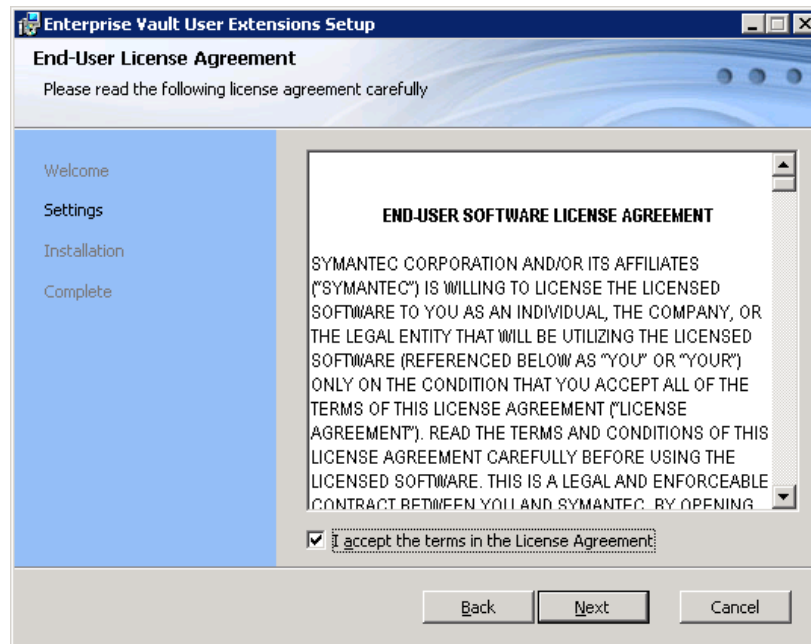 Enterprise Vault User Extensions Setup
End-User License Agreement
Please read the following license agreement carefully
Welcome
Settings
Installation
Complete
END-USER SOFTWARE LICENSE AGREEMENT
SYMANTEC CORPORATION AND/OR ITS AFFILIATES
("SYMANTEC") IS WILLING TO LICENSE THE LICENSED
SOFTWARE TO YOU AS AN INDIVIDUAL, THE COMPANY, OR
THE LEGAL ENTITY THAT WILL BE UTILIZING THE LICENSED
SOFTWARE (REFERENCED BELOW AS "YOU" OR "YOUR")
ONLY ON THE CONDITION THAT YOU ACCEPT ALL OF THE
TERMS OF THIS LICENSE AGREEMENT ("LICENSE
AGREEMENT"). READ THE TERMS AND CONDITIONS OF THIS
LICENSE AGREEMENT CAREFULLY BEFORE USING THE
LICENSED SOFTWARE. THIS IS A LEGAL AND ENFORCEABLE
CONTRACT BETWEEN YOU AND SYMANTEC. BY OPENING
I accept the terms in the License Agreement
Back
Next
Cancel